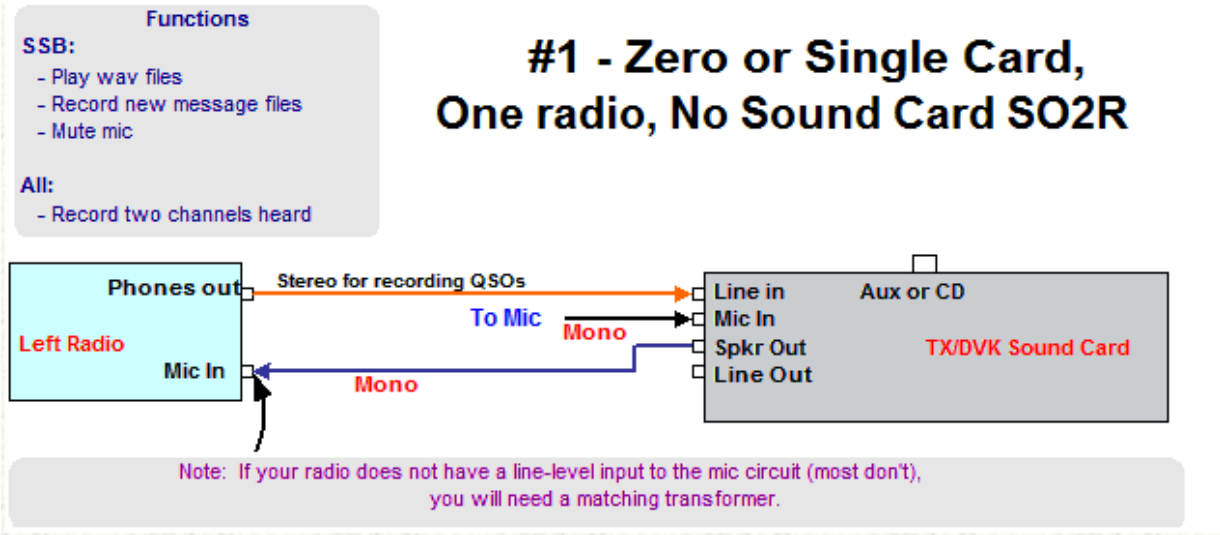 Functions
SSB:
- Play wav files
- Record new message files
- Mute mic
All:
- Record two channels heard
#1 - Zero or Single Card,
One radio, No Sound Card SO2R
Phones out
Left Radio
Mic In
Stereo for recording QSOs
To Mic
Mono
Mono
Line in
Aux or CD
Mic In
Spkr Out
TX/DVK Sound Card
Line Out
Note: If your radio does not have a line-level input to the mic circuit (most don't),
you will need a matching transformer.